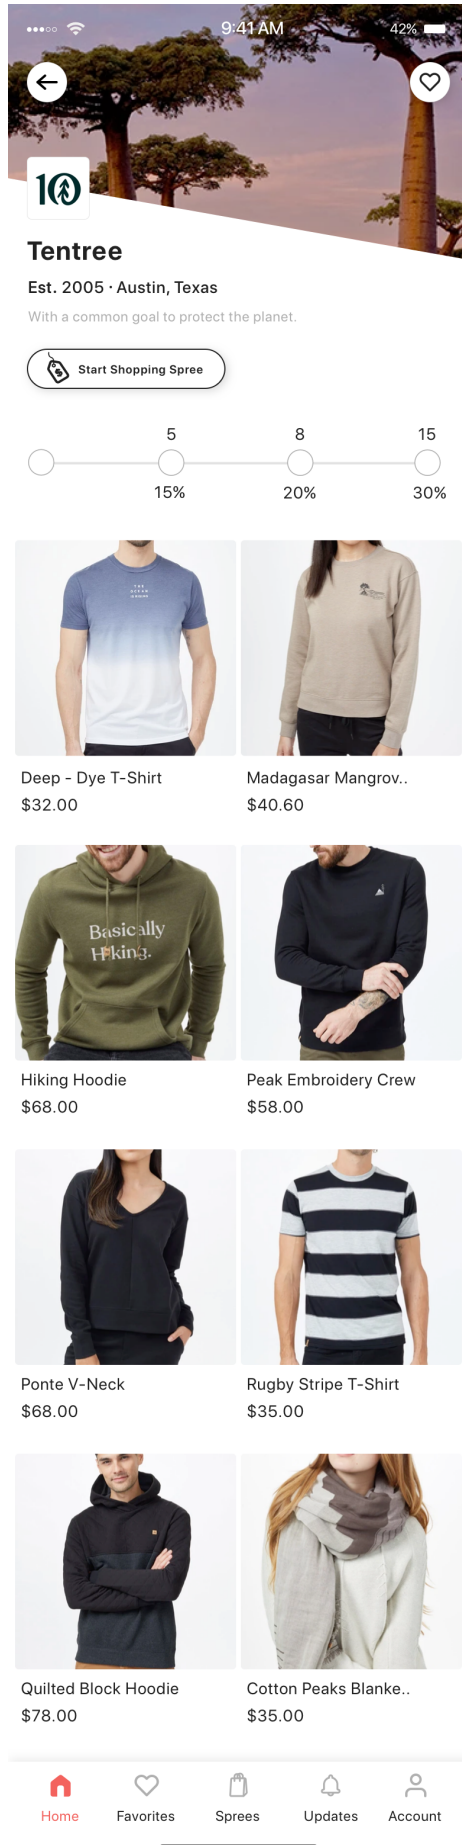 9:41 AM
42%
10
Tentree
Est. 2005 · Austin, Texas
With a common goal to protect the planet.
Start Shopping Spree
5 8 15
15% 20% 30%
THE
OCEAN
Deep - Dye T-Shirt
$32.00
Madagasar Mangrov..
$40.60
Basically
Hiking.
Hiking Hoodie
$68.00
Peak Embroidery Crew
$58.00
Ponte V-Neck
$68.00
Rugby Stripe T-Shirt
$35.00
Quilted Block Hoodie
$78.00
Cotton Peaks Blanke..
$35.00
Home Favorites Sprees Updates Account